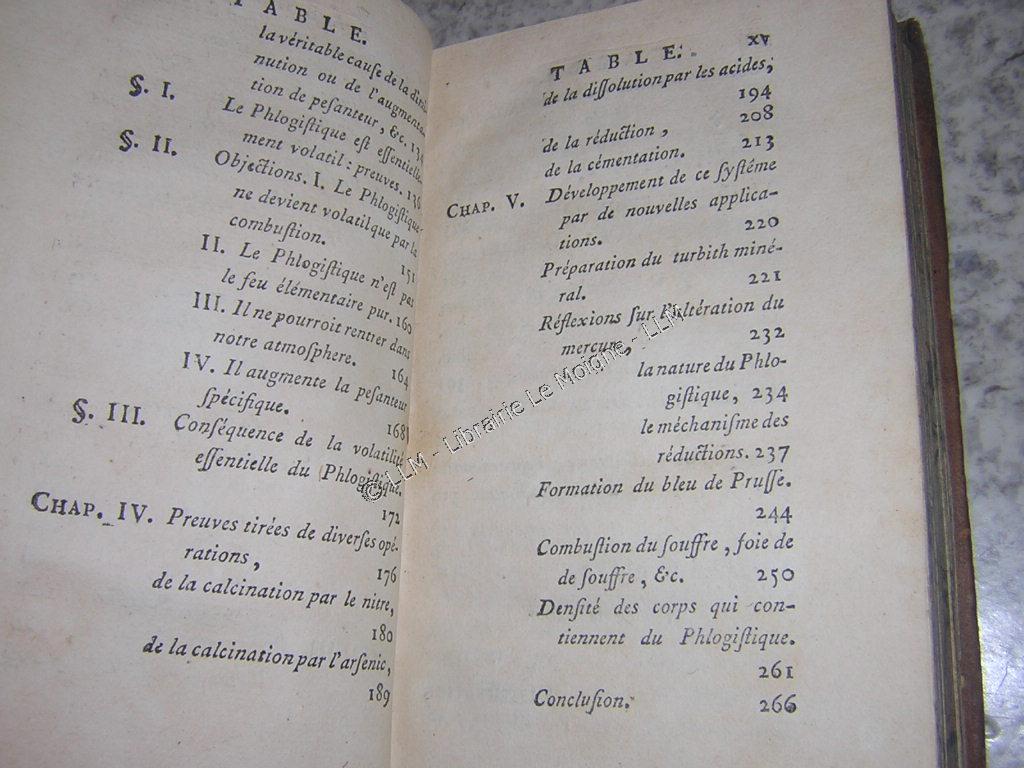 TABLE.
la véritable cauſe de la dimi-
nution ou de l'augmenta-
tion de peſanteur, &c. 134
§. I. Le Phlogiſtique eſt eſſentielle-
ment volatil : preuves. 136
§. II. Objections. I. Le Phlogiſtique
ne devient volatil que par la
combuſtion. 151
II. Le Phlogiſtique n'eſt pas
le feu élémentaire pur. 160
III. Il ne pourroit rentrer dans
notre atmoſphere. 164
IV. Il augmente la peſanteur
ſpécifique. 168
§. III. Conſéquence de la volatilité
eſſentielle du Phlogiſtique.
172
CHAP. IV. Preuves tirées de diverſes opé-
rations, 176
de la calcination par le nitre,
180
de la calcination par l'arſenic,
189
TABLE. XV
de la diſſolution par les acides,
194
de la réduction, 208
de la cémentation. 213
CHAP. V. Développement de ce ſyſtéme
par de nouvelles applica-
tions. 220
Préparation du turbith miné-
ral. 221
Réflexions ſur l'altération du
mercure, 232
la nature du Phlo-
giſtique, 234
le méchaniſme des
réductions. 237
Formation du bleu de Pruſſe.
244
Combuſtion du ſouffre, foie de
de ſouffre, &c. 250
Denſité des corps qui con-
tiennent du Phlogiſtique.
261
Concluſion. 266
© LLM - Librairie Le Moigne - LLM